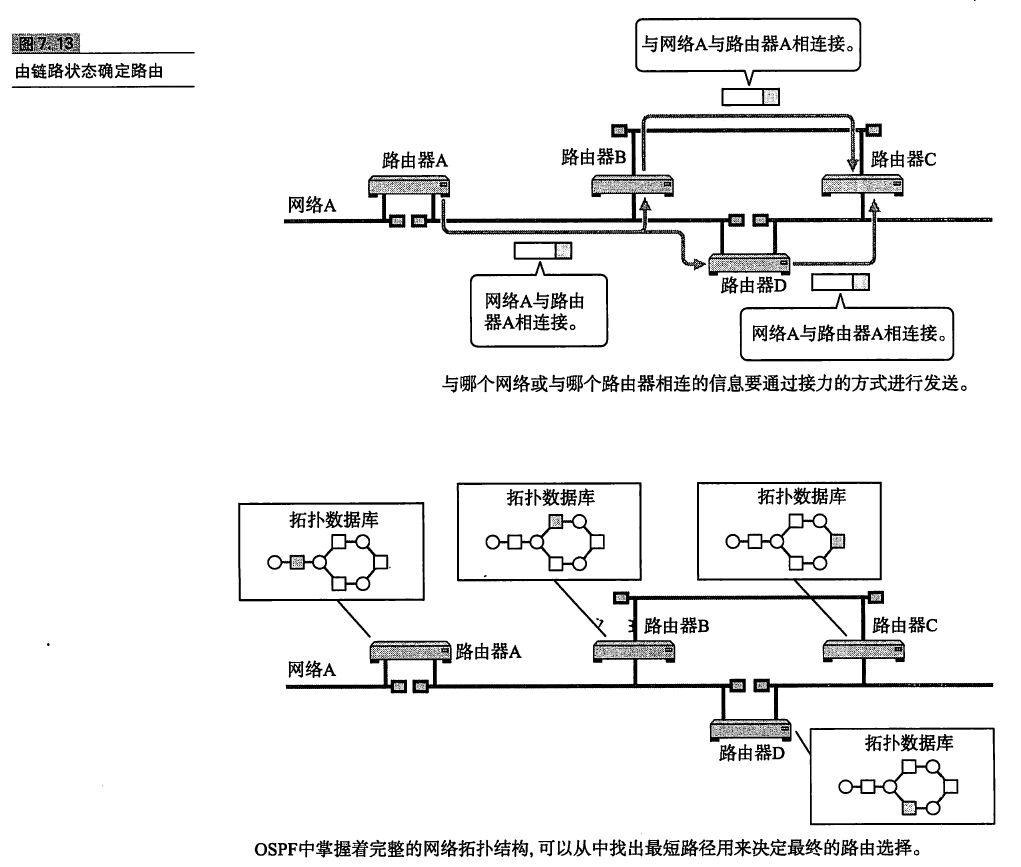 图7.13
由链路状态确定路由
与网络A与路由器A相连接。
路由器A
路由器B
路由器C
网络A
网络A与路由
器A相连接。
路由器D
网络A与路由器A相连接。
与哪个网络或与哪个路由器相连的信息要通过接力的方式进行发送。
拓扑数据库
拓扑数据库
拓扑数据库
路由器B
路由器C
路由器A
网络A
路由器D
拓扑数据库
OSPF中掌握着完整的网络拓扑结构,可以从中找出最短路径用来决定最终的路由选择。